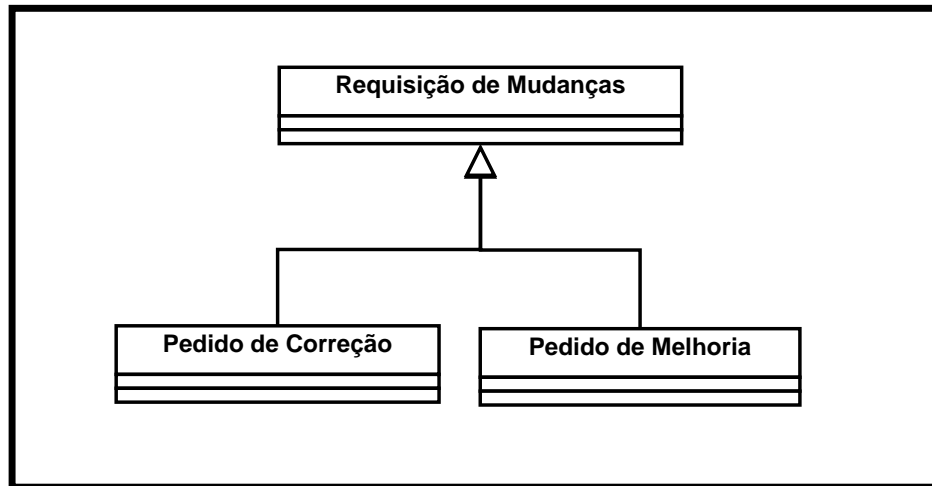 Requisição de Mudanças
Pedido de Correção
Pedido de Melhoria